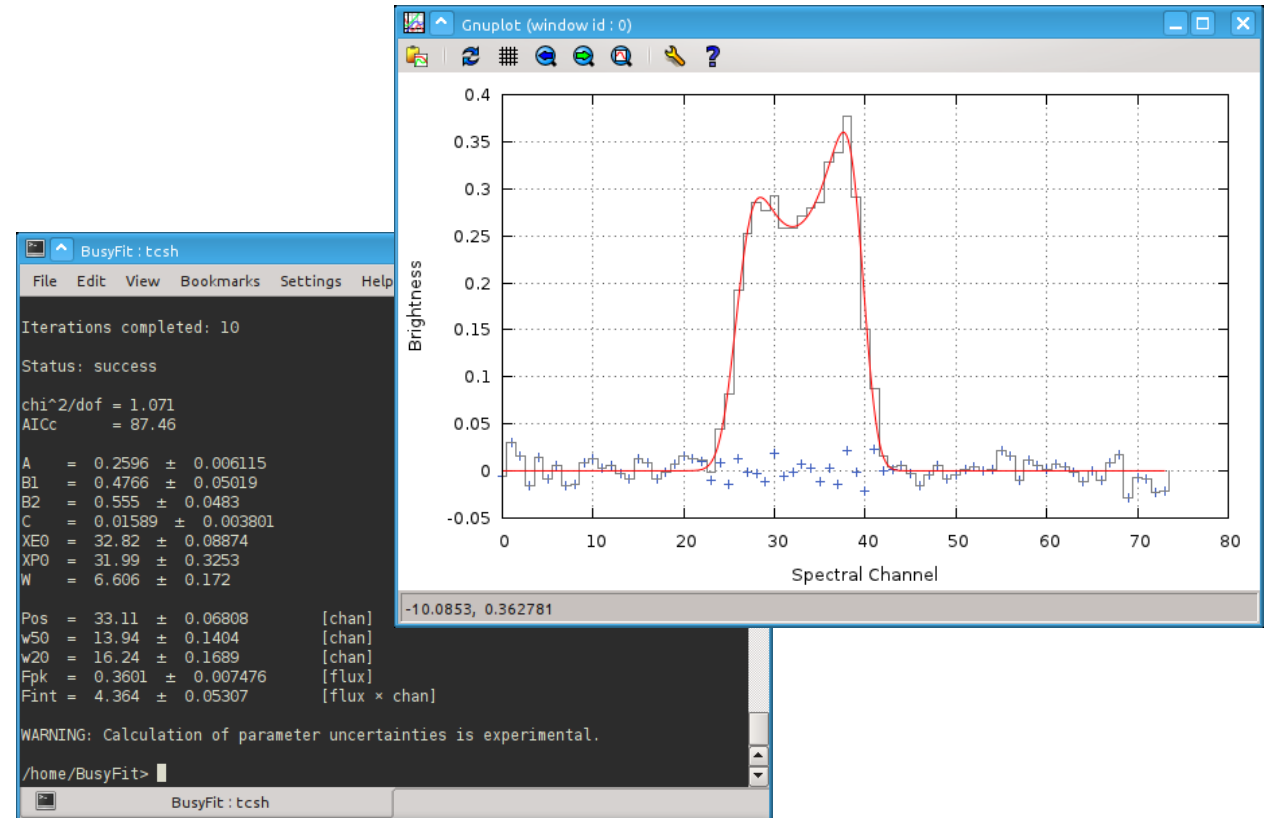 Gnuplot (window id : 0)
0.4
0.35
0.3
0.25
0.2
0.15
0.1
0.05
0
-0.05
Brightness
0 10 20 30 40 50 60 70 80
Spectral Channel
-10.0853, 0.362781
BusyFit : tcsh
File Edit View Bookmarks Settings Help
Iterations completed: 10
Status: success
chi^2/dof = 1.071
AICc = 87.46
A = 0.2596 ± 0.006115
B1 = 0.4766 ± 0.05019
B2 = 0.555 ± 0.0483
C = 0.01589 ± 0.003801
XE0 = 32.82 ± 0.08874
XP0 = 31.99 ± 0.3253
W = 6.606 ± 0.172
Pos = 33.11 ± 0.06808 [chan]
w50 = 13.94 ± 0.1404 [chan]
w20 = 16.24 ± 0.1689 [chan]
Fpk = 0.3601 ± 0.007476 [flux]
Fint = 4.364 ± 0.05307 [flux × chan]
WARNING: Calculation of parameter uncertainties is experimental.
/home/BusyFit>
BusyFit : tcsh